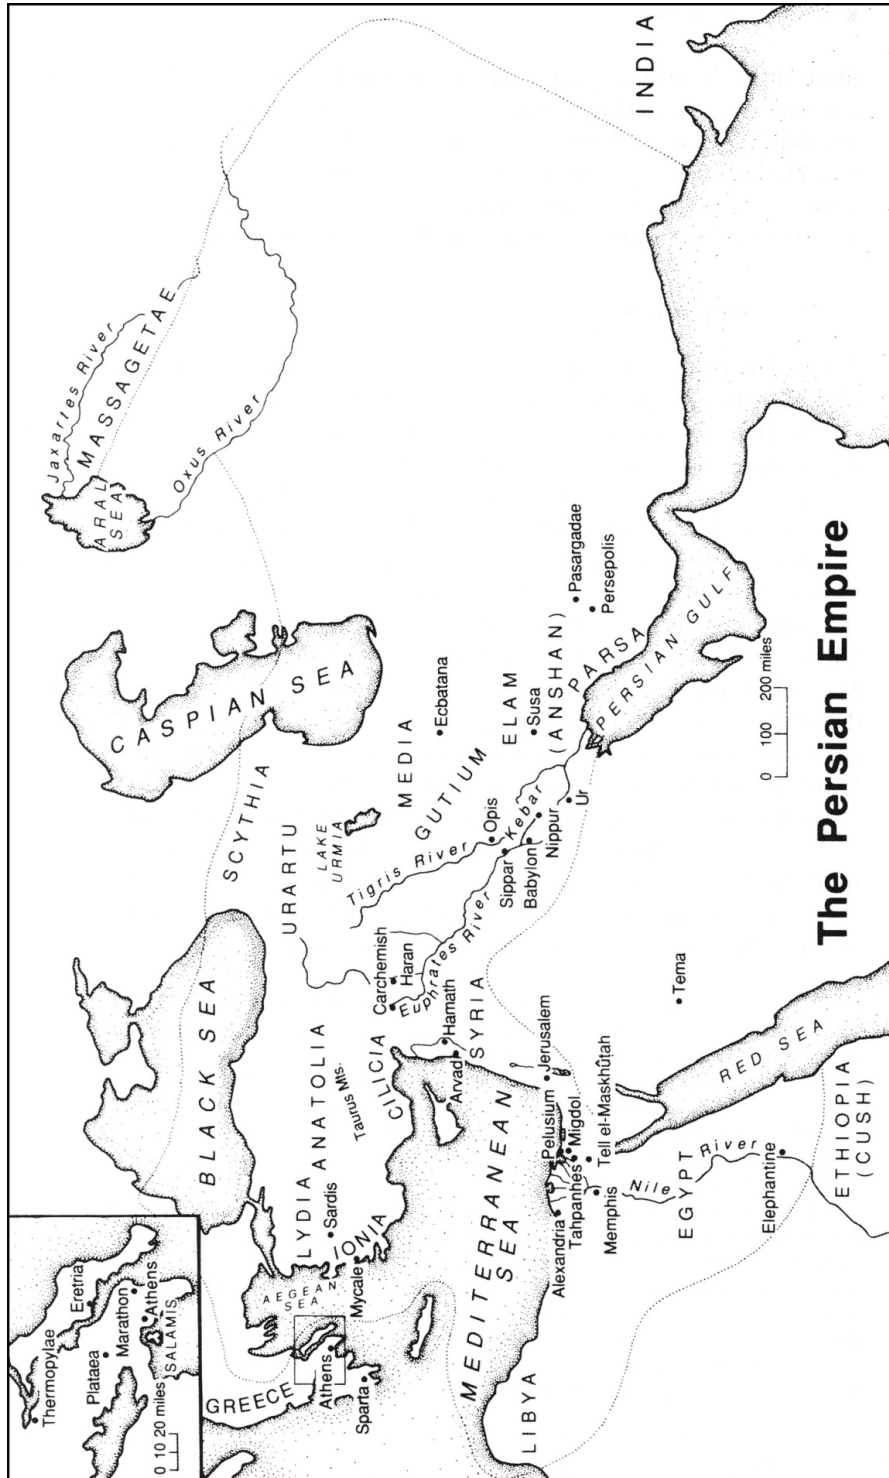 Thermopylae
Eretria
Plataea
Marathon
Athens
SALAMIS
0 10 20 miles
GREECE
Athens
Sparta
AEGEAN
SEA
Mycale
IONIA
LYDIA
Sardis
ANATOLIA
Taurus Mts.
CILICIA
BLACK SEA
SCYTHIA
CASPIAN SEA
ARAL
SEA
Jaxartes River
MASSAGETAE
Oxus River
INDIA
URARTU
LAKE
URMIA
MEDIA
Ecbatana
GUTIUM
ELAM
Susa
(ANSHAN)
PARSA
Pasargadae
Persepolis
PERSIAN GULF
Tigris River
Opis
Kebar
Sippar
Babylon
Nippur
Ur
Carchemish
Haran
Euphrates River
Hamath
Arvad
SYRIA
MEDITERRANEAN
SEA
Jerusalem
Pelusium
Migdol
Tell el-Maskhûṭah
Alexandria
Tahpanhes
Memphis
LIBYA
EGYPT
Nile River
Elephantine
ETHIOPIA
(CUSH)
RED SEA
Tema
0 100 200 miles
The Persian Empire